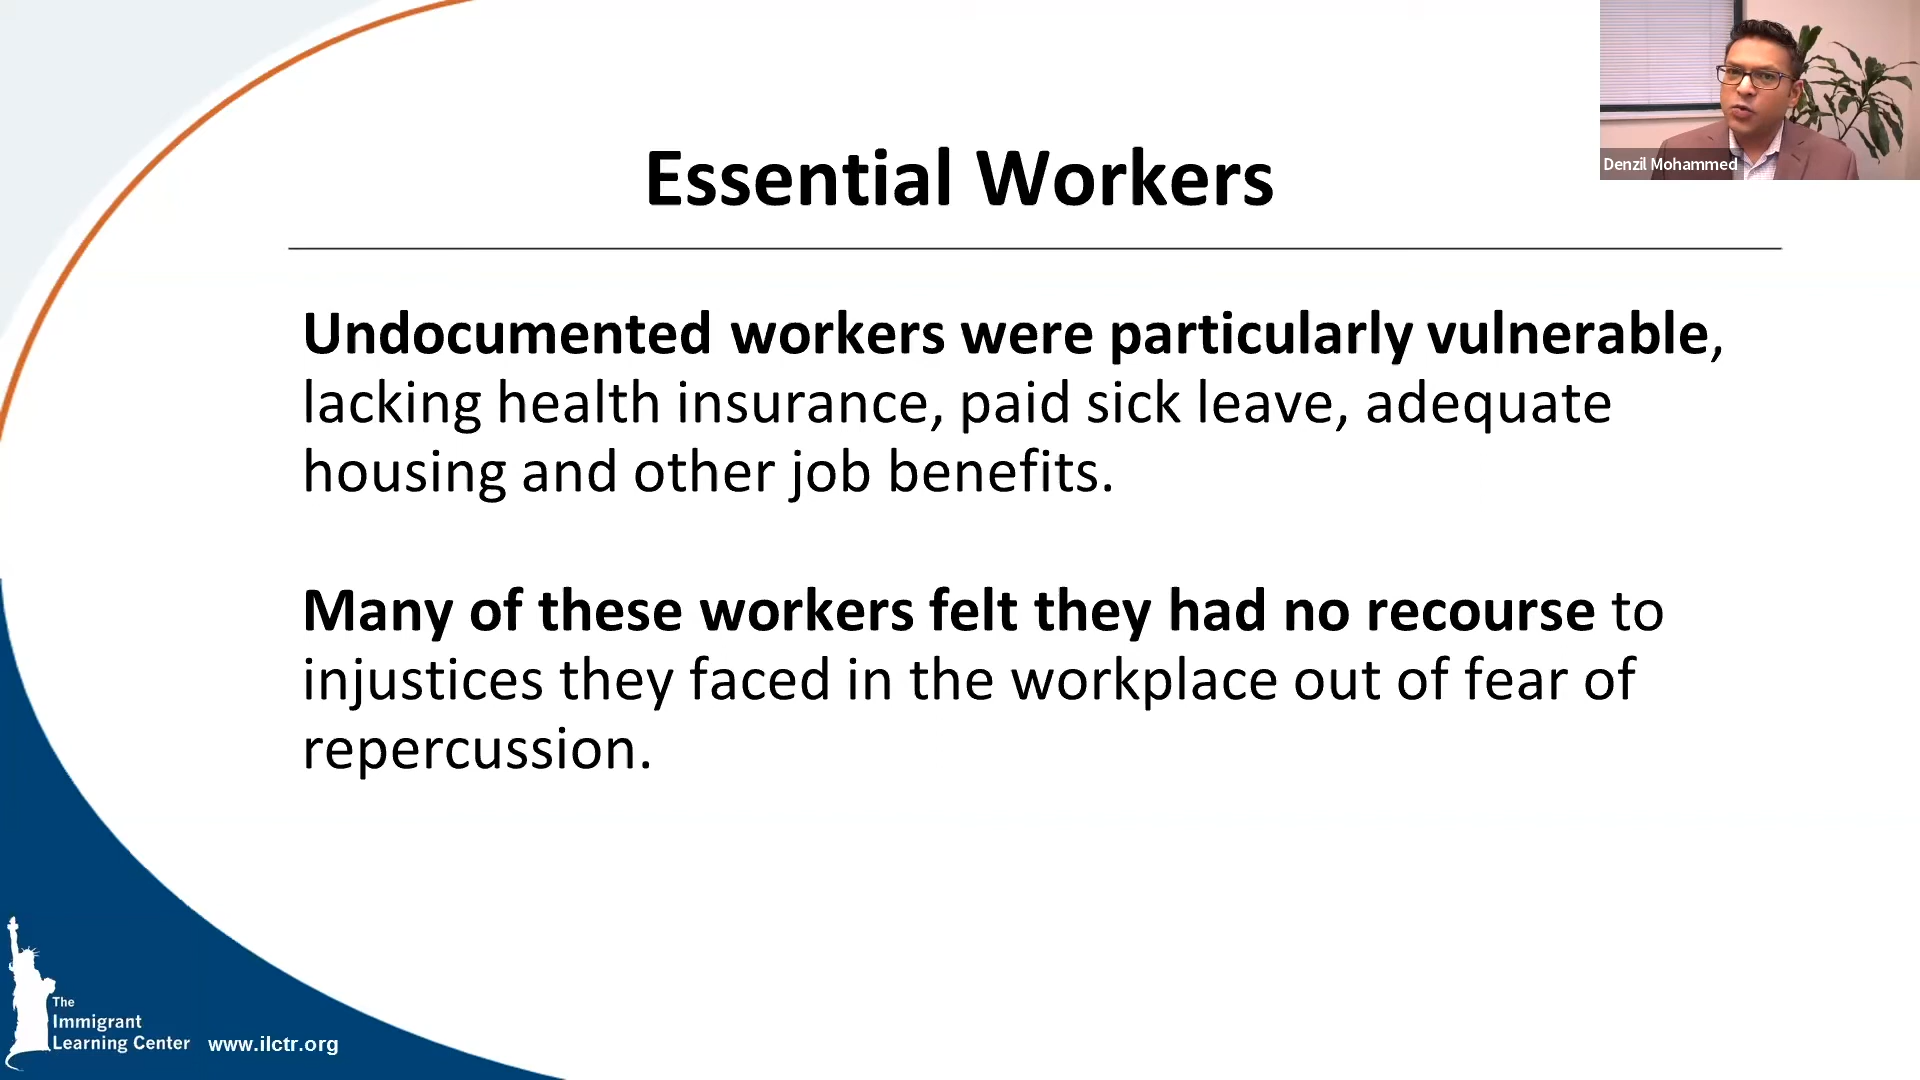 Denzil Mohammed
Essential Workers
Undocumented workers were particularly vulnerable,
lacking health insurance, paid sick leave, adequate
housing and other job benefits.
Many of these workers felt they had no recourse to
injustices they faced in the workplace out of fear of
repercussion.
The
Immigrant
Learning Center
www.ilctr.org